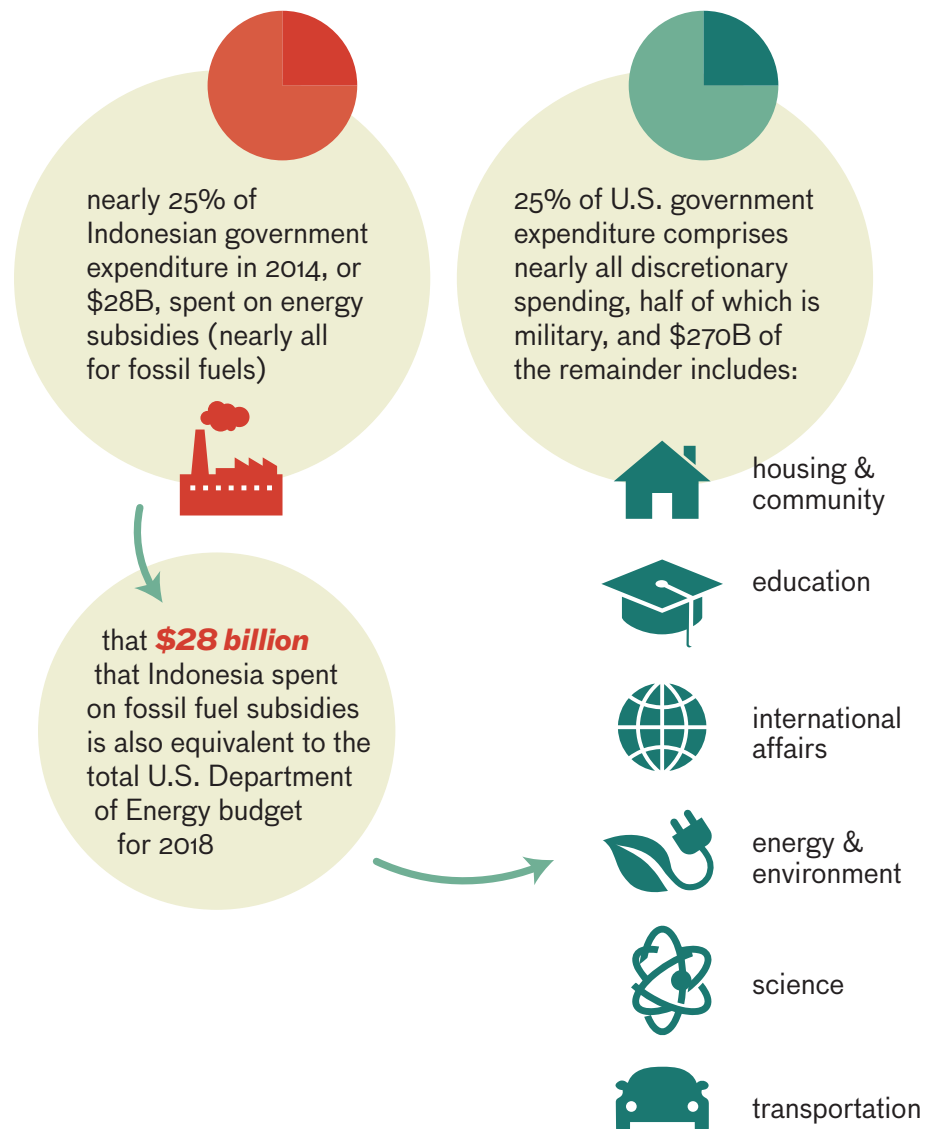 nearly 25% of
Indonesian government
expenditure in 2014, or
$28B, spent on energy
subsidies (nearly all
for fossil fuels)
that $28 billion
that Indonesia spent
on fossil fuel subsidies
is also equivalent to the
total U.S. Department
of Energy budget
for 2018
25% of U.S. government
expenditure comprises
nearly all discretionary
spending, half of which is
military, and $270B of
the remainder includes:
housing &
community
education
international
affairs
energy &
environment
science
transportation